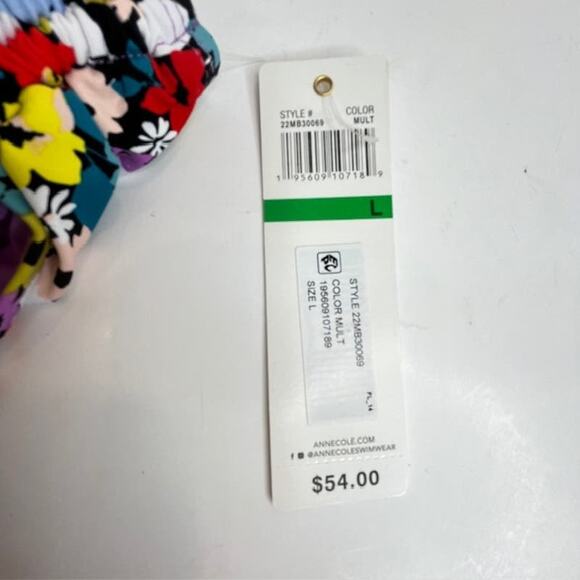 STYLE # COLOR
22MB30069 MULT
1 95609 10718 9
L
STYLE 22MB30069
COLOR MULT
195609107189
SIZE L
PL_14
ANNECOLE.COM
@ANNECOLESWIMWEAR
$54.00